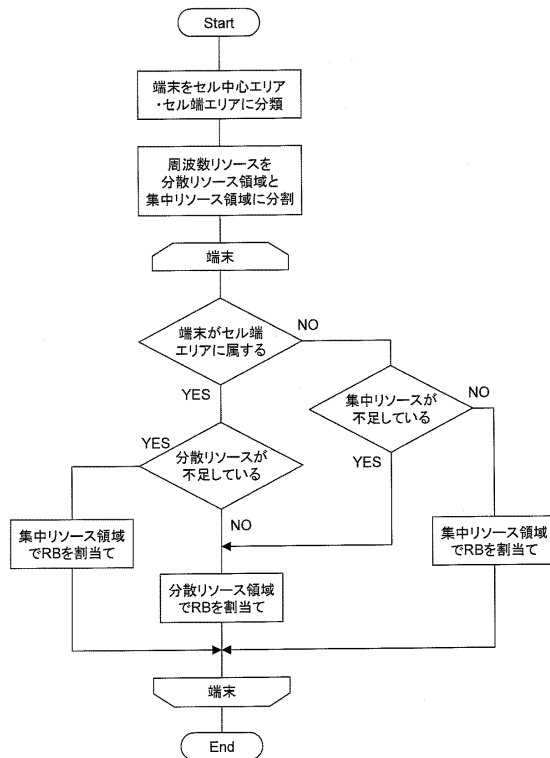 Start
端末をセル中心エリア
・セル端エリアに分類
周波数リソースを
分散リソース領域と
集中リソース領域に分割
端末
端末がセル端
エリアに属する
NO
YES
集中リソースが
不足している
NO
YES
分散リソースが
不足している
YES
NO
集中リソース領域
でRBを割当て
分散リソース領域
でRBを割当て
集中リソース領域
でRBを割当て
端末
End